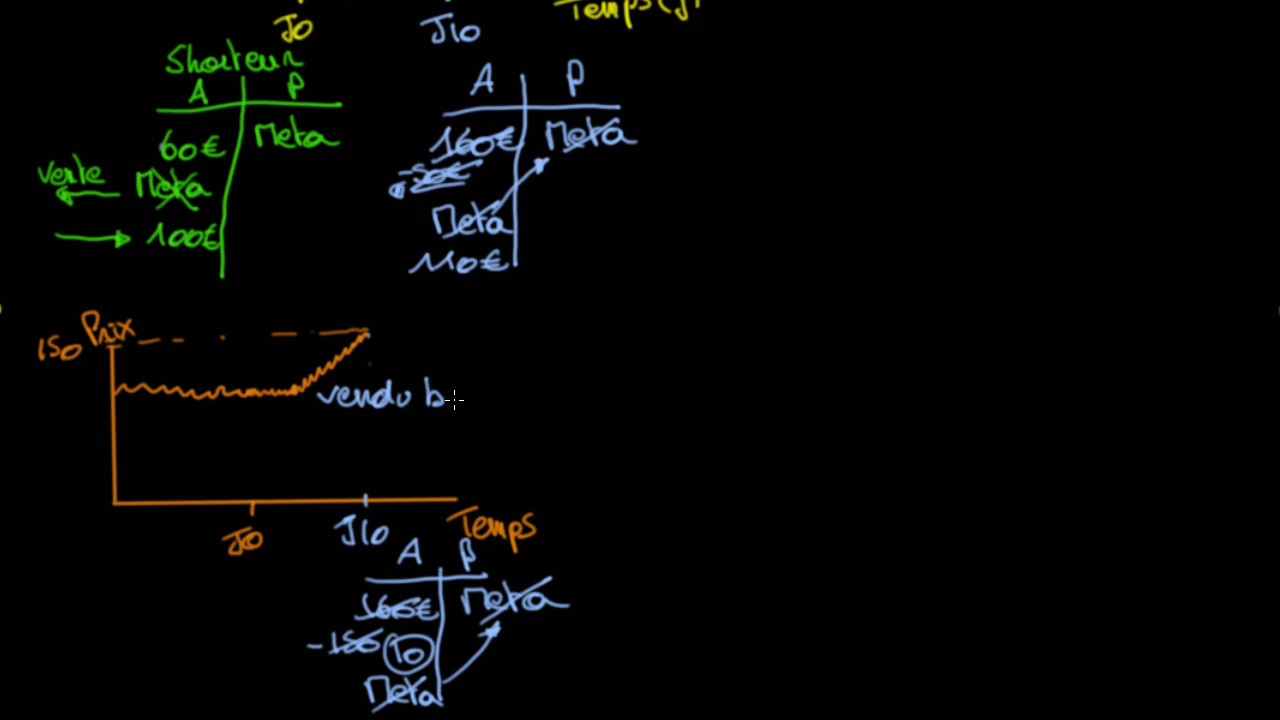 Temps (J)
J0 J10
Shorteur
A P A P
60€ Meta 160€ Meta
vente Meta -50€
100€ Meta
110€
150 Prix
vendu b
J0 J10 Temps
A P
160€ Meta
-150 10
Meta